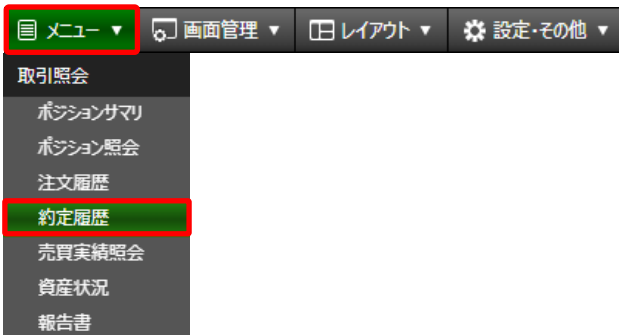 メニュー ▼ 画面管理 ▼ レイアウト ▼ 設定・その他 ▼
取引照会
ポジションサマリ
ポジション照会
注文履歴
約定履歴
売買実績照会
資産状況
報告書